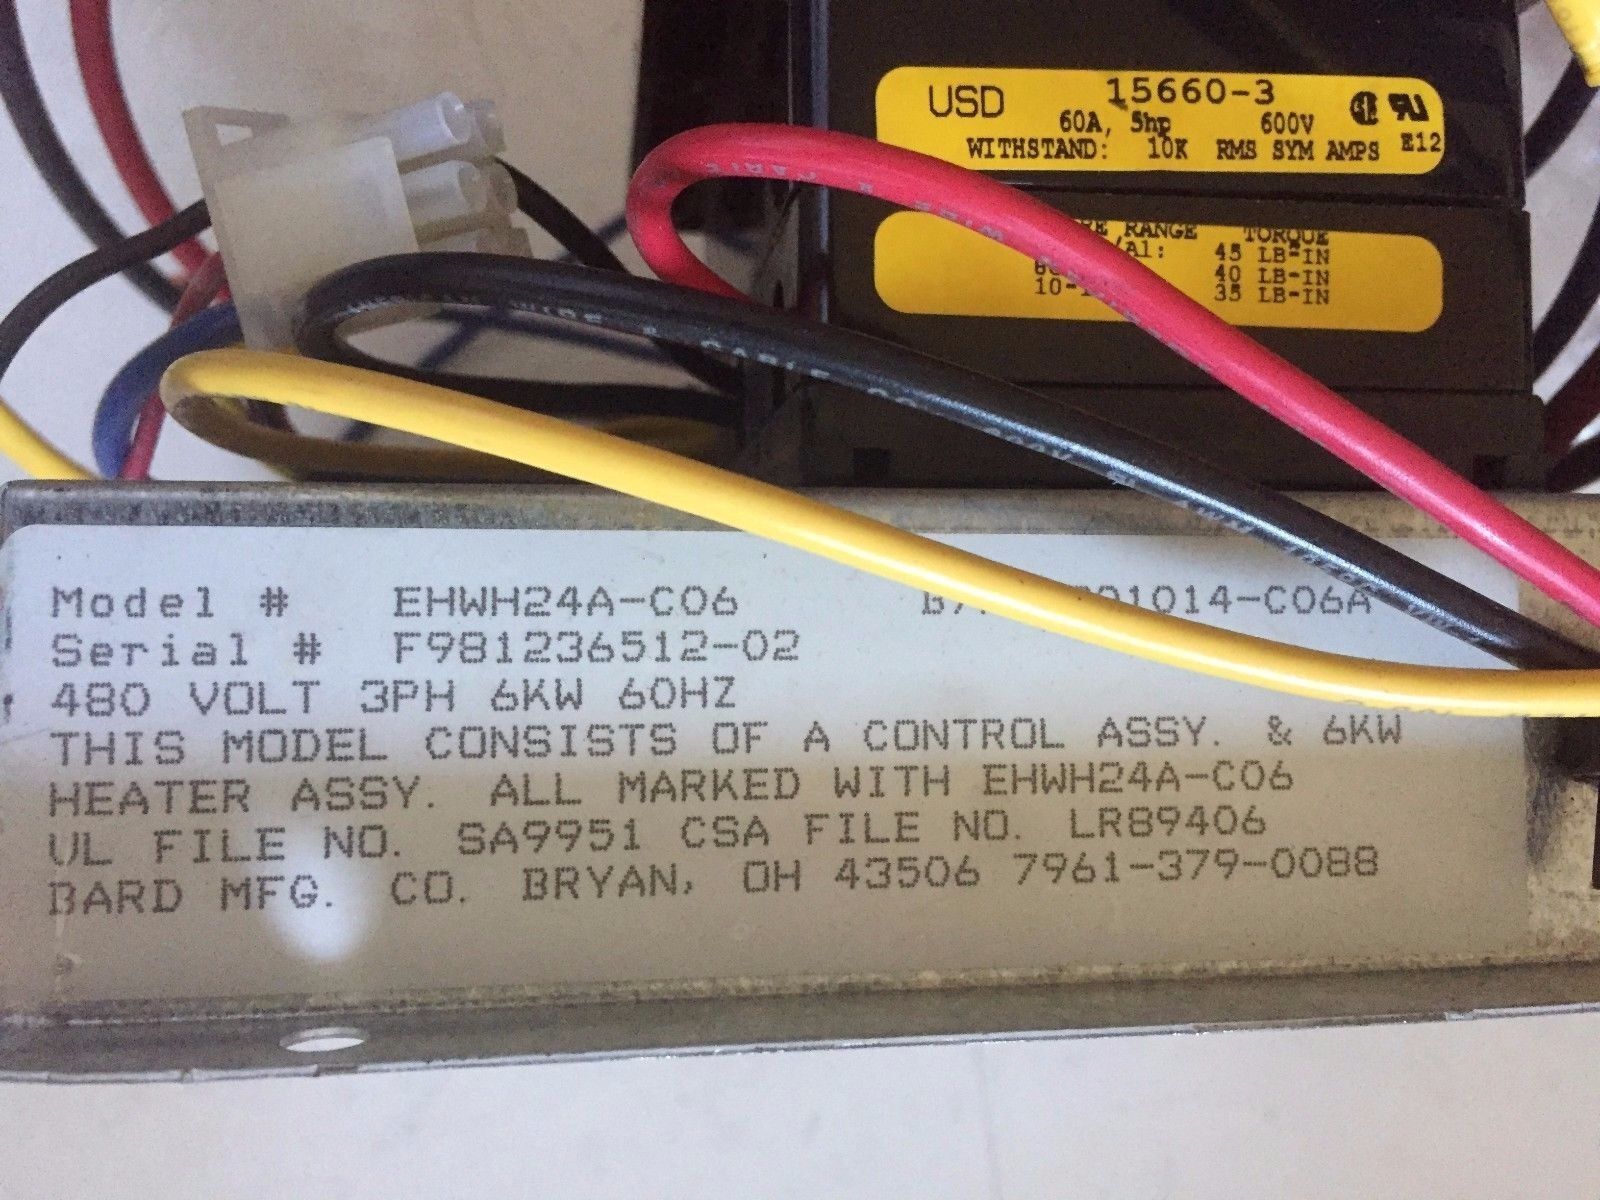 USD 15660-3
60A, 5hp 600V
WITHSTAND: 10K RMS SYM AMPS E12
RANGE TORQUE
45 LB-IN
40 LB-IN
35 LB-IN
Model # EHWH24A-C06
Serial # F981236512-02
480 VOLT 3PH 6KW 60HZ
THIS MODEL CONSISTS OF A CONTROL ASSY. & 6KW
HEATER ASSY. ALL MARKED WITH EHWH24A-C06
UL FILE NO. SA9951 CSA FILE NO. LR89406
BARD MFG. CO. BRYAN, OH 43506 7961-379-0088